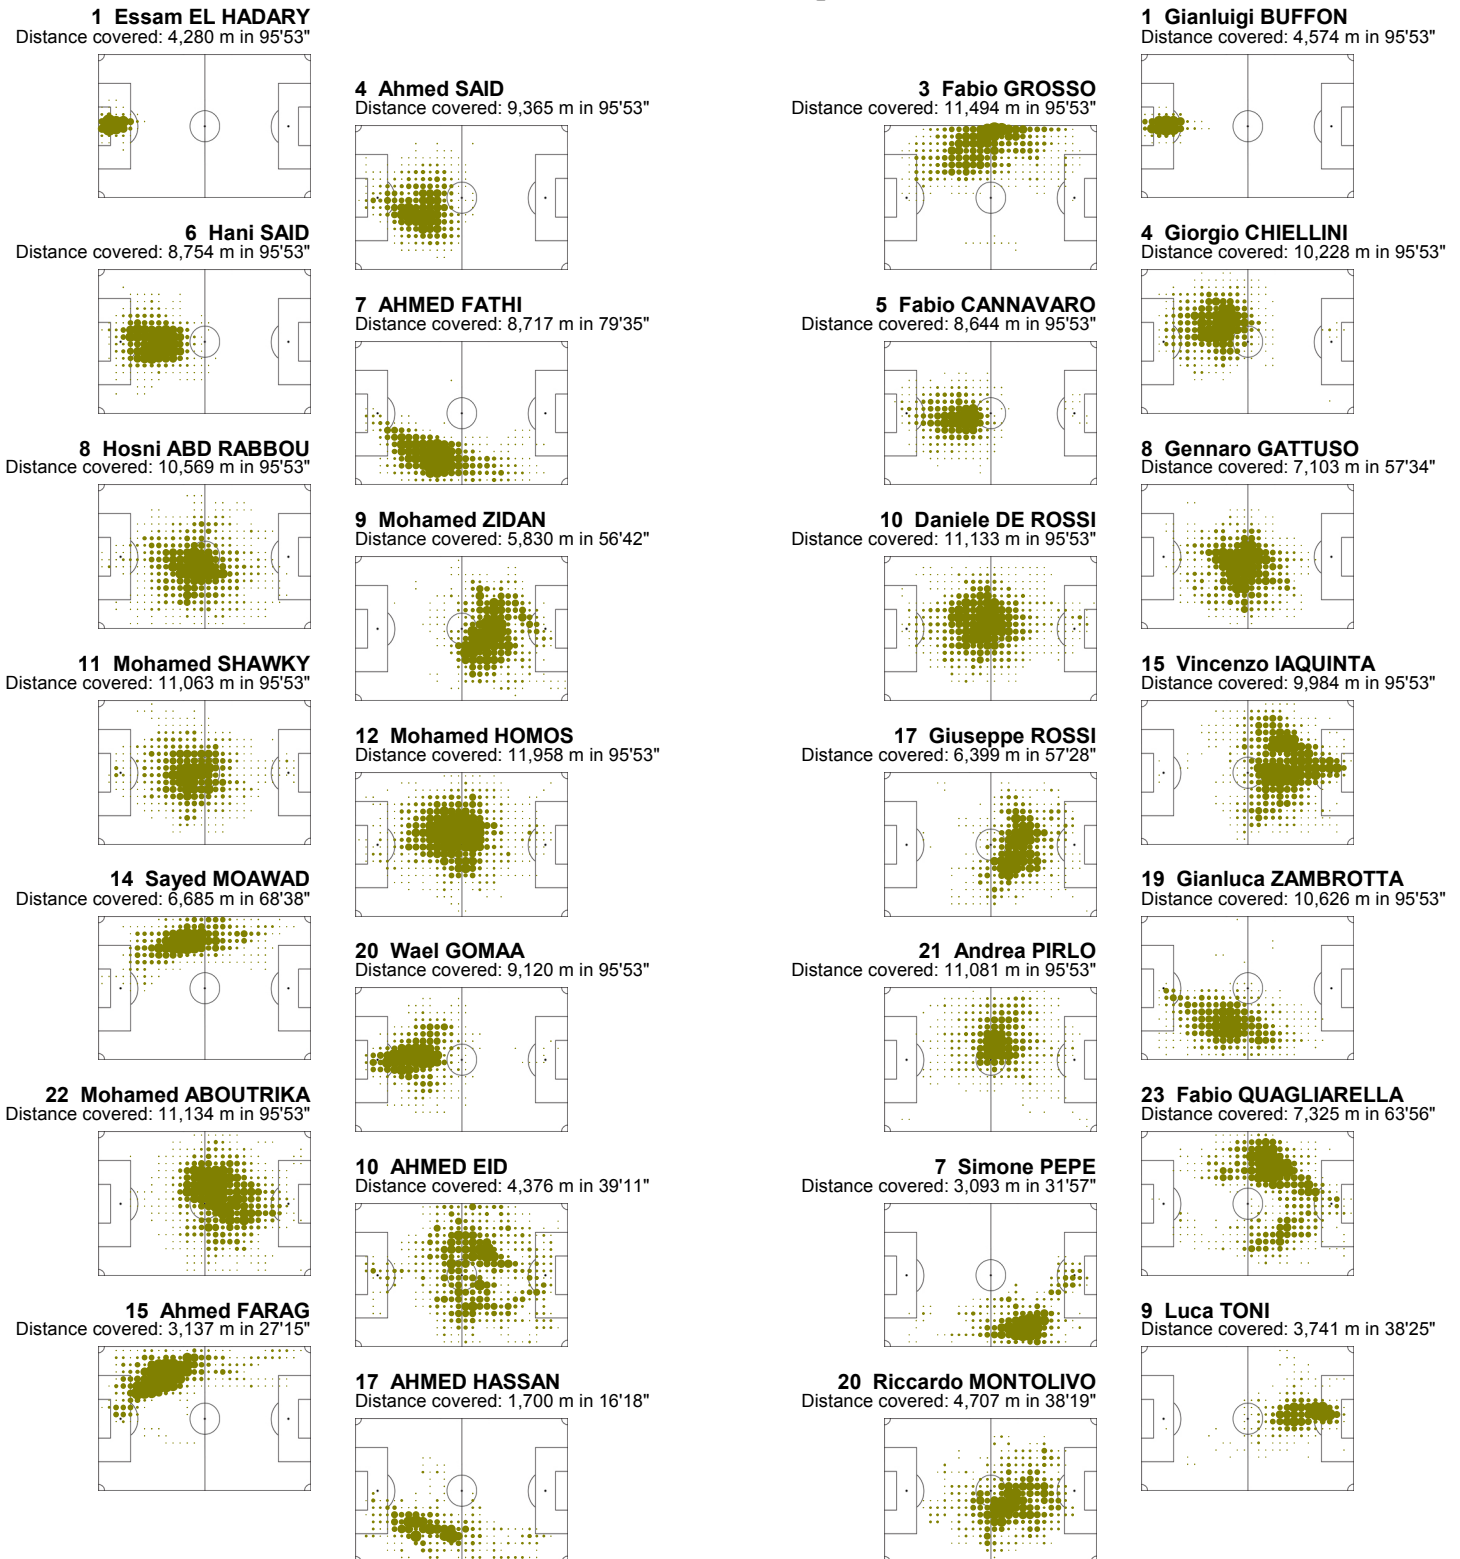 1 Essam EL HADARY
Distance covered: 4,280 m in 95'53"
4 Ahmed SAID
Distance covered: 9,365 m in 95'53"
6 Hani SAID
Distance covered: 8,754 m in 95'53"
7 AHMED FATHI
Distance covered: 8,717 m in 79'35"
8 Hosni ABD RABBOU
Distance covered: 10,569 m in 95'53"
9 Mohamed ZIDAN
Distance covered: 5,830 m in 56'42"
11 Mohamed SHAWKY
Distance covered: 11,063 m in 95'53"
12 Mohamed HOMOS
Distance covered: 11,958 m in 95'53"
14 Sayed MOAWAD
Distance covered: 6,685 m in 68'38"
20 Wael GOMAA
Distance covered: 9,120 m in 95'53"
22 Mohamed ABOUTRIKA
Distance covered: 11,134 m in 95'53"
10 AHMED EID
Distance covered: 4,376 m in 39'11"
15 Ahmed FARAG
Distance covered: 3,137 m in 27'15"
17 AHMED HASSAN
Distance covered: 1,700 m in 16'18"
1 Gianluigi BUFFON
Distance covered: 4,574 m in 95'53"
3 Fabio GROSSO
Distance covered: 11,494 m in 95'53"
4 Giorgio CHIELLINI
Distance covered: 10,228 m in 95'53"
5 Fabio CANNAVARO
Distance covered: 8,644 m in 95'53"
8 Gennaro GATTUSO
Distance covered: 7,103 m in 57'34"
10 Daniele DE ROSSI
Distance covered: 11,133 m in 95'53"
15 Vincenzo IAQUINTA
Distance covered: 9,984 m in 95'53"
17 Giuseppe ROSSI
Distance covered: 6,399 m in 57'28"
19 Gianluca ZAMBROTTA
Distance covered: 10,626 m in 95'53"
21 Andrea PIRLO
Distance covered: 11,081 m in 95'53"
23 Fabio QUAGLIARELLA
Distance covered: 7,325 m in 63'56"
7 Simone PEPE
Distance covered: 3,093 m in 31'57"
9 Luca TONI
Distance covered: 3,741 m in 38'25"
20 Riccardo MONTOLIVO
Distance covered: 4,707 m in 38'19"